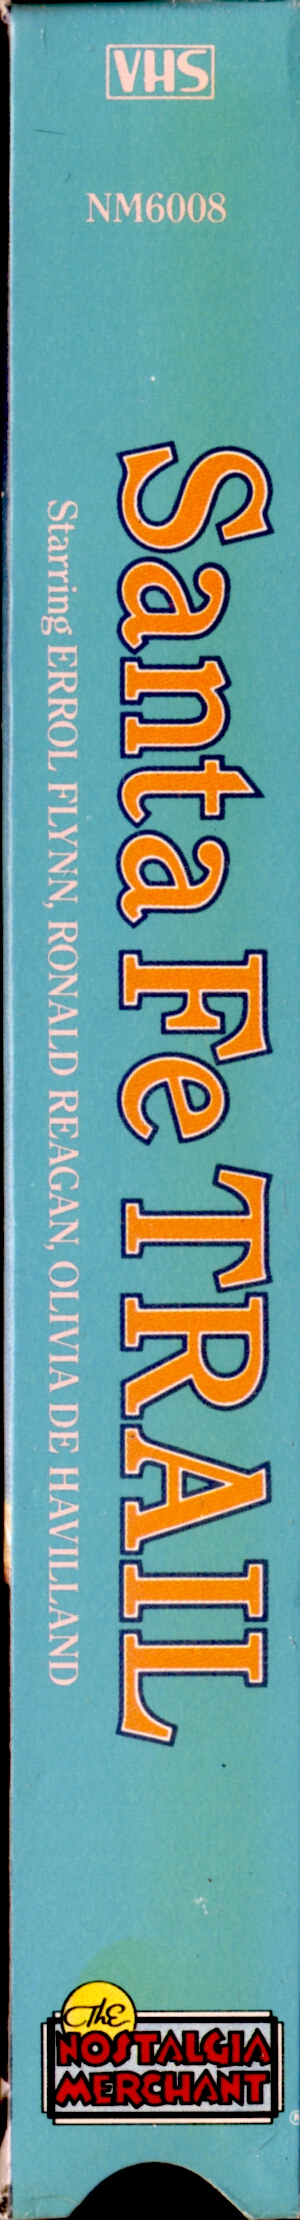 VHS
NM6008
Santa Fe TRAIL
Starring ERROL FLYNN, RONALD REAGAN, OLIVIA DE HAVILLAND
The
NOSTALGIA
MERCHANT
®